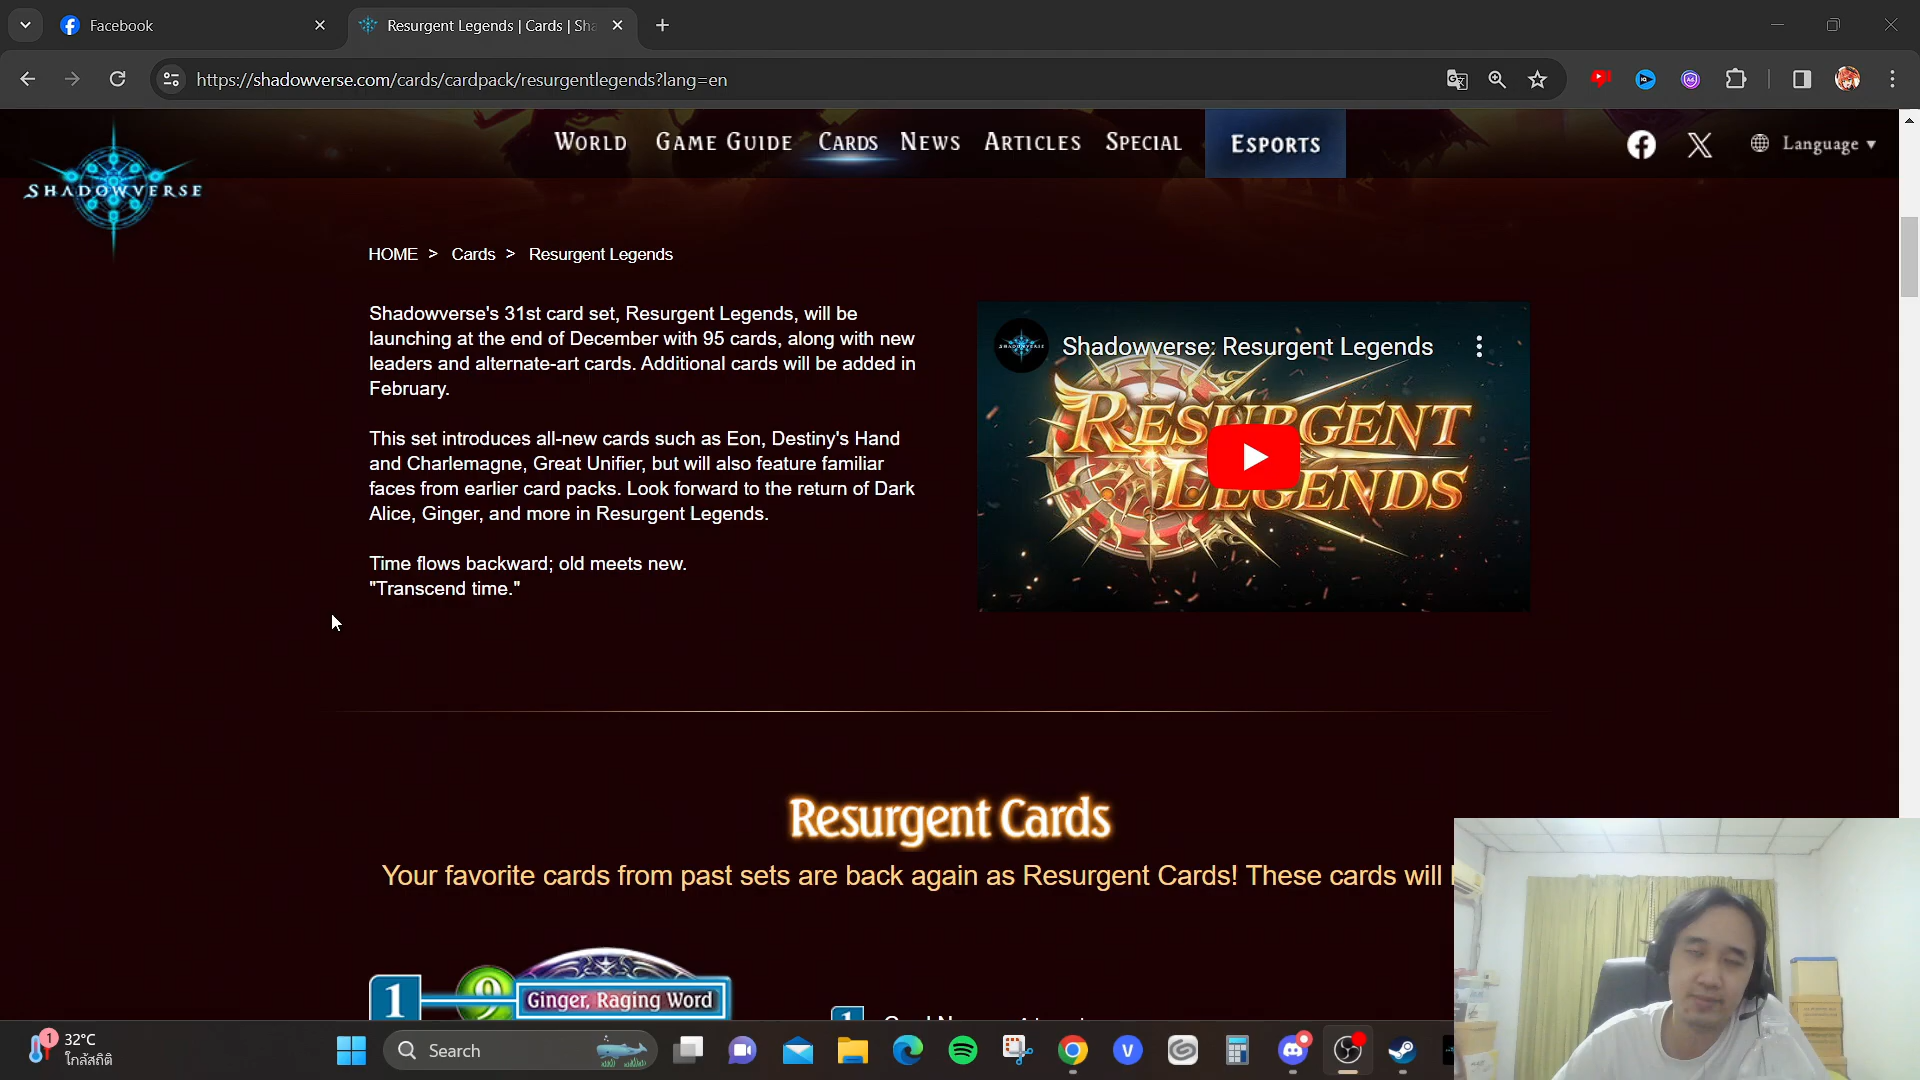 Facebook
Resurgent Legends | Cards | Sha
https://shadowverse.com/cards/cardpack/resurgentlegends?lang=en
SHADOWVERSE
WORLD
GAME GUIDE
CARDS
NEWS
ARTICLES
SPECIAL
ESPORTS
Language ▼
HOME > Cards > Resurgent Legends
Shadowverse's 31st card set, Resurgent Legends, will be
launching at the end of December with 95 cards, along with new
leaders and alternate-art cards. Additional cards will be added in
February.
This set introduces all-new cards such as Eon, Destiny's Hand
and Charlemagne, Great Unifier, but will also feature familiar
faces from earlier card packs. Look forward to the return of Dark
Alice, Ginger, and more in Resurgent Legends.
Time flows backward; old meets new.
"Transcend time."
Shadowverse: Resurgent Legends
RESURGENT
LEGENDS
Resurgent Cards
Your favorite cards from past sets are back again as Resurgent Cards! These cards will
1
9
Ginger, Raging Word
1
1
32°C
ใกล้สถิติ
Search
V